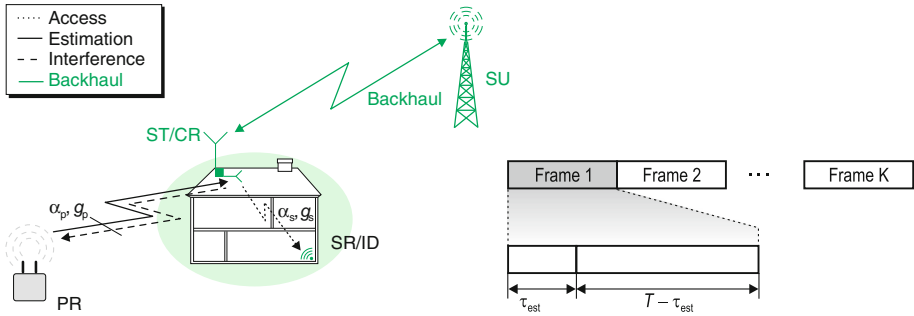 Access
Estimation
Interference
Backhaul
SU
Backhaul
ST/CR
αp, gp
αs, gs
SR/ID
PR
Frame 1
Frame 2
···
Frame K
τest
T − τest